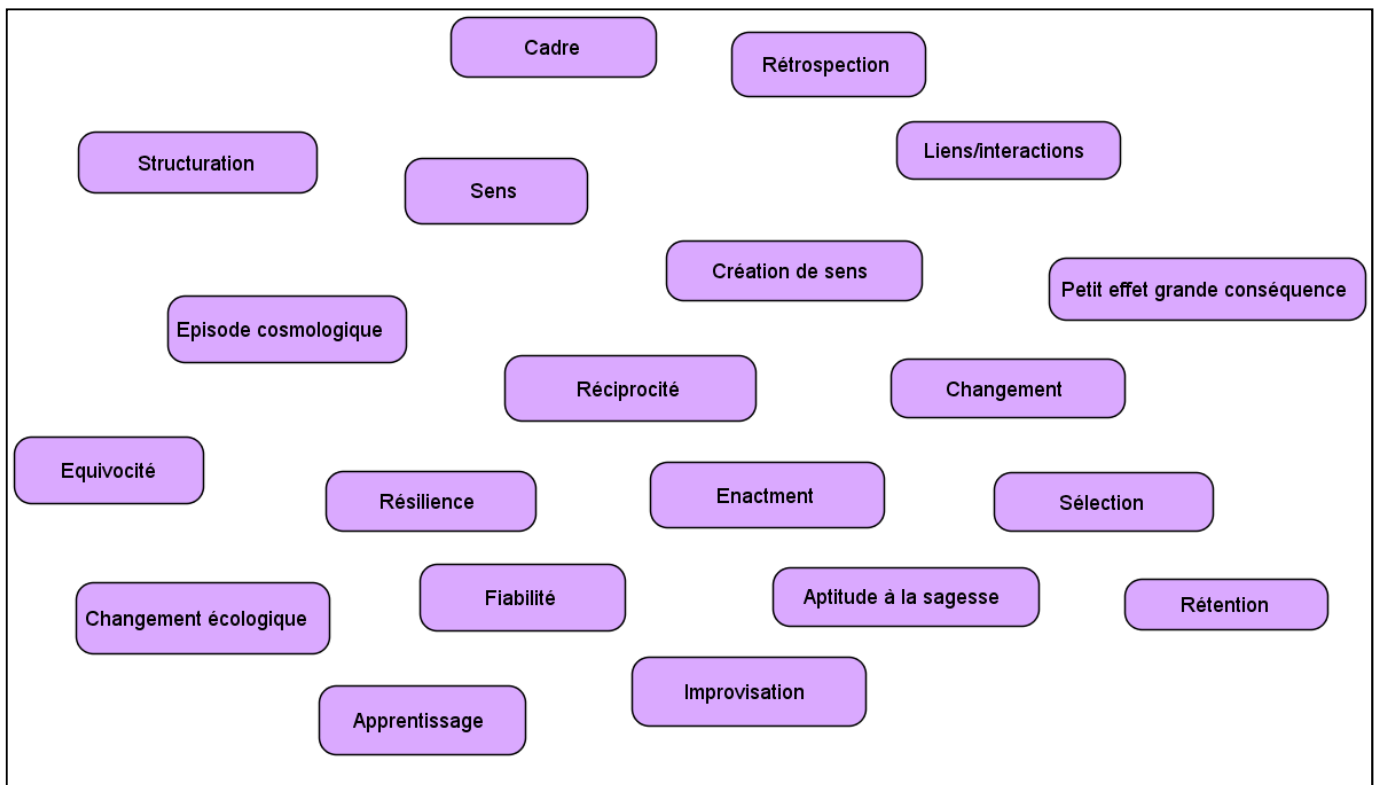 Cadre
Rétrospection
Liens/interactions
Structuration
Sens
Création de sens
Petit effet grande conséquence
Episode cosmologique
Réciprocité
Changement
Equivocité
Résilience
Enactment
Sélection
Changement écologique
Fiabilité
Aptitude à la sagesse
Rétention
Improvisation
Apprentissage